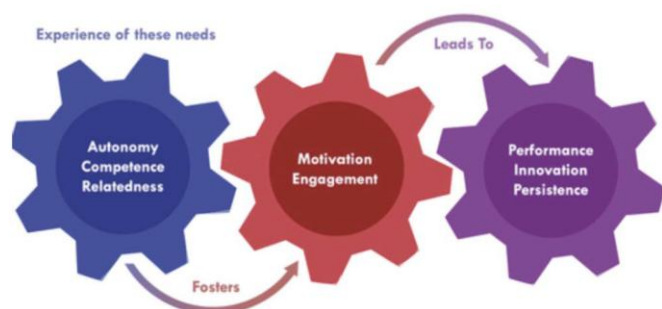 Experience of these needs
Autonomy
Competence
Relatedness
Fosters
Motivation
Engagement
Leads To
Performance
Innovation
Persistence